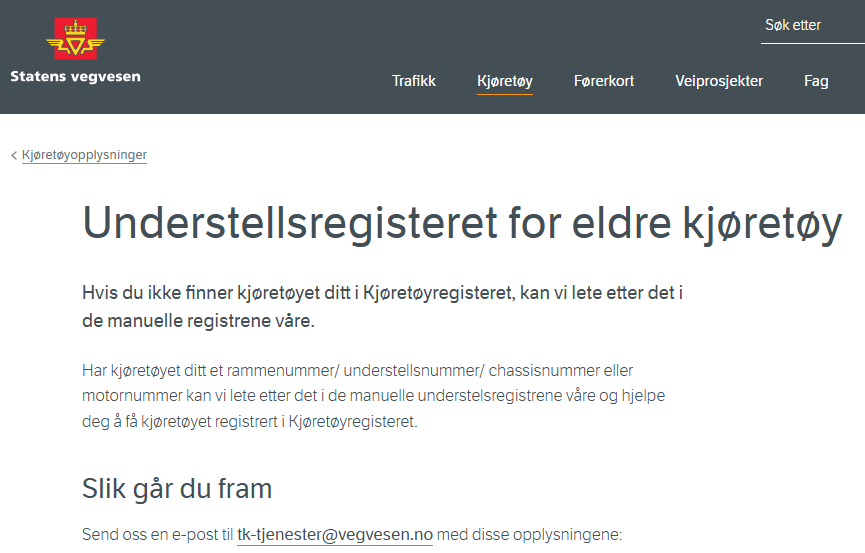 Søk etter
Statens vegvesen
Trafikk Kjøretøy Førerkort Veiprosjekter Fag
< Kjøretøyopplysninger
Understellsregisteret for eldre kjøretøy
Hvis du ikke finner kjøretøyet ditt i Kjøretøyregisteret, kan vi lete etter det i
de manuelle registrene våre.
Har kjøretøyet ditt et rammenummer/ understellsnummer/ chassisnummer eller
motornummer kan vi lete etter det i de manuelle understelsregistrene våre og hjelpe
deg å få kjøretøyet registrert i Kjøretøyregisteret.
Slik går du fram
Send oss en e-post til tk-tjenester@vegvesen.no med disse opplysningene: